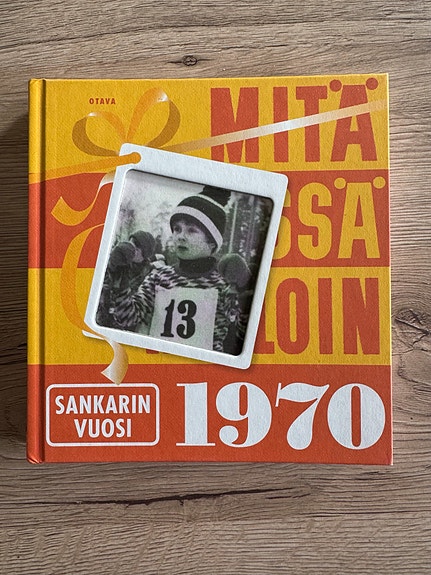 OTAVA
MITÄ
SSÄ
LOIN
13
SANKARIN
VUOSI
1970